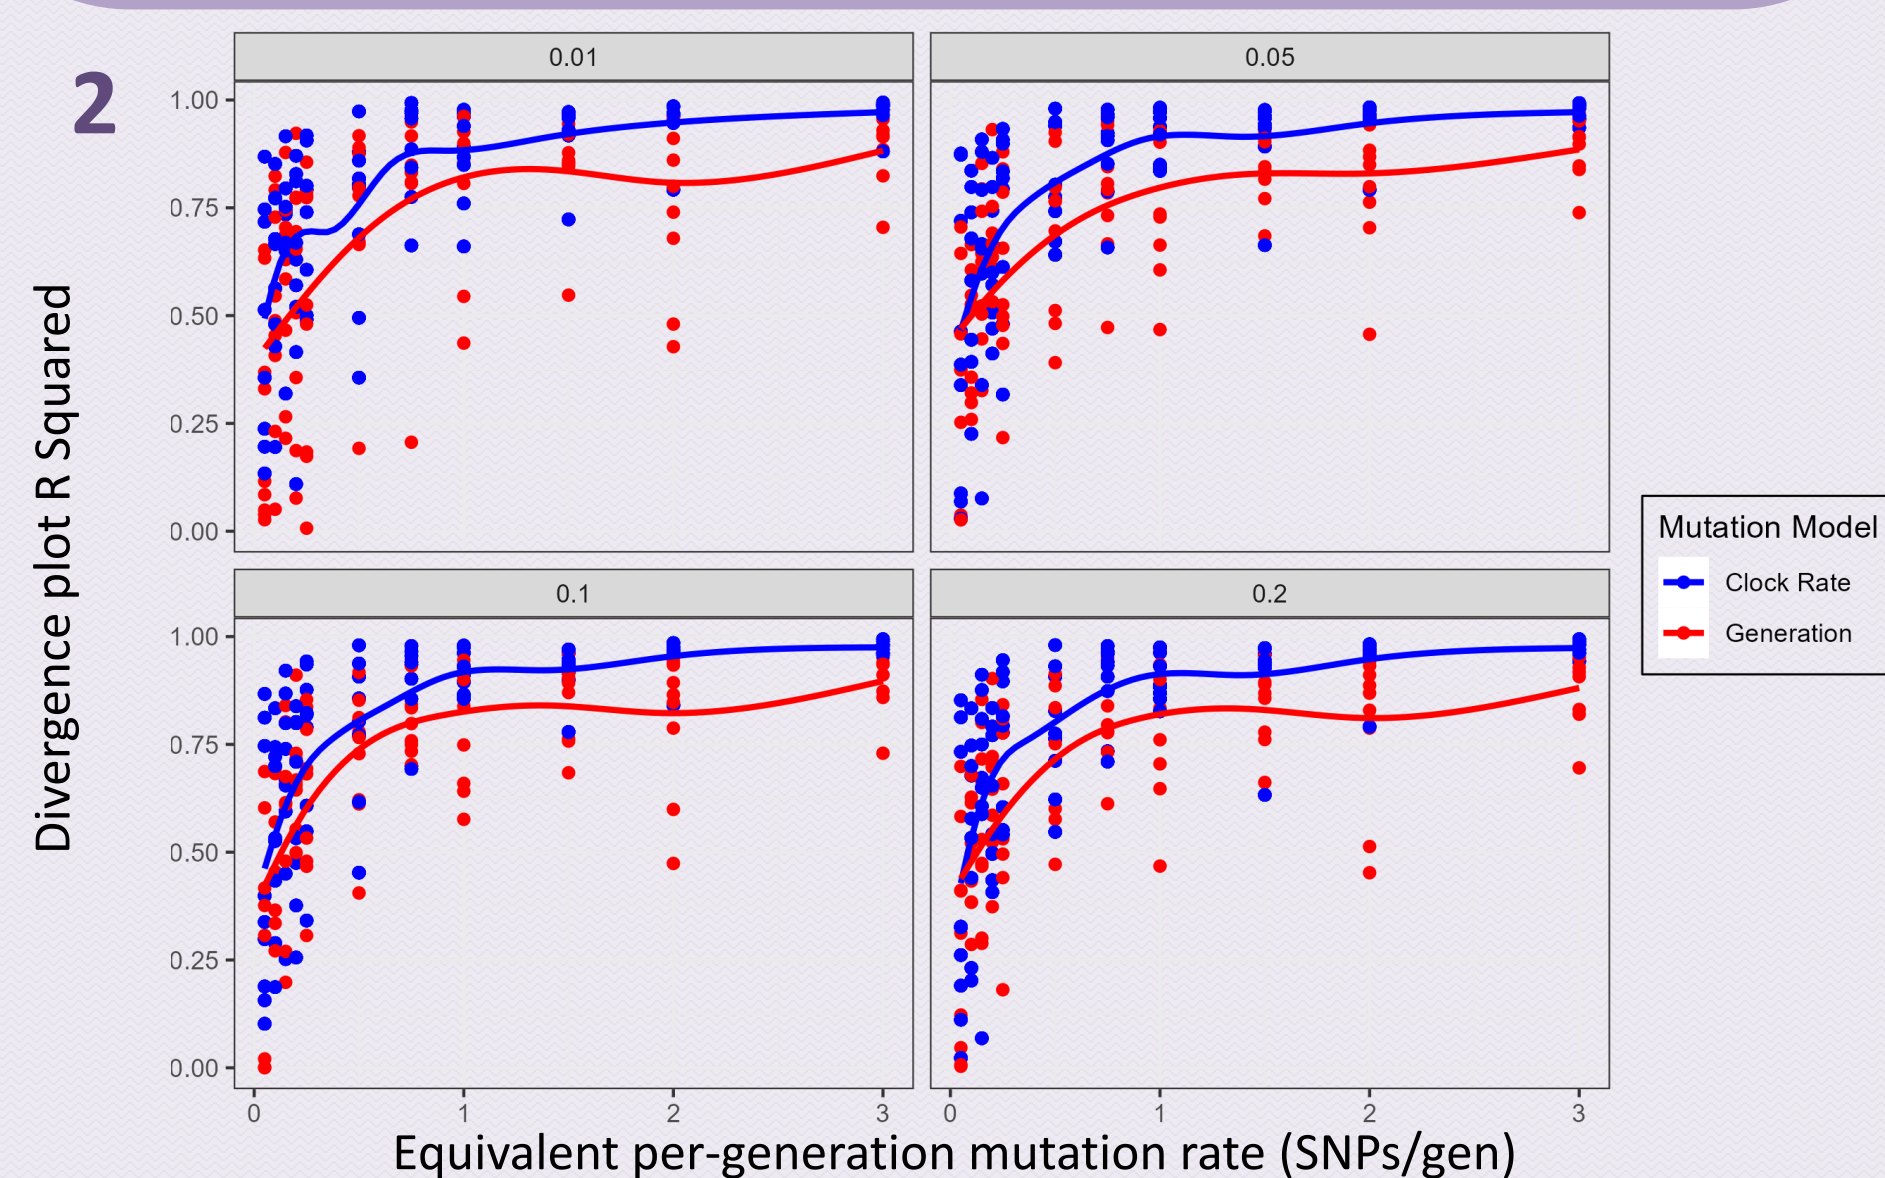 2
0.01
0.05
1.00
0.75
0.50
0.25
0.00
Mutation Model
Clock Rate
Generation
0.1
0.2
1.00
0.75
0.50
0.25
0.00
0 1 2 3
0 1 2 3
Divergence plot R Squared
Equivalent per-generation mutation rate (SNPs/gen)